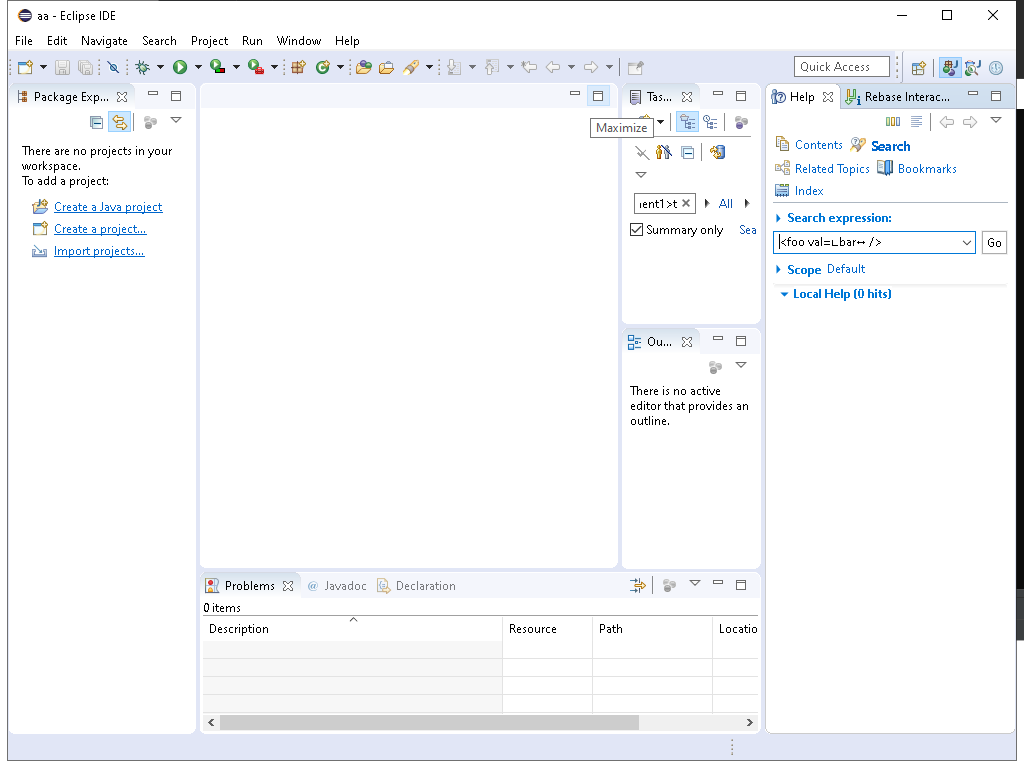 aa - Eclipse IDE
File Edit Navigate Search Project Run Window Help
Quick Access
Package Exp...
There are no projects in your
workspace.
To add a project:
Create a Java project
Create a project...
Import projects...
Maximize
Tas...
ient1>t
All
Summary only
Sea
Ou...
There is no active
editor that provides an
outline.
Help
Rebase Interac...
Contents Search
Related Topics Bookmarks
Index
Search expression:
<foo val=∟bar↔ />
Go
Scope Default
Local Help (0 hits)
Problems @ Javadoc Declaration
0 items
Description Resource Path Locatio